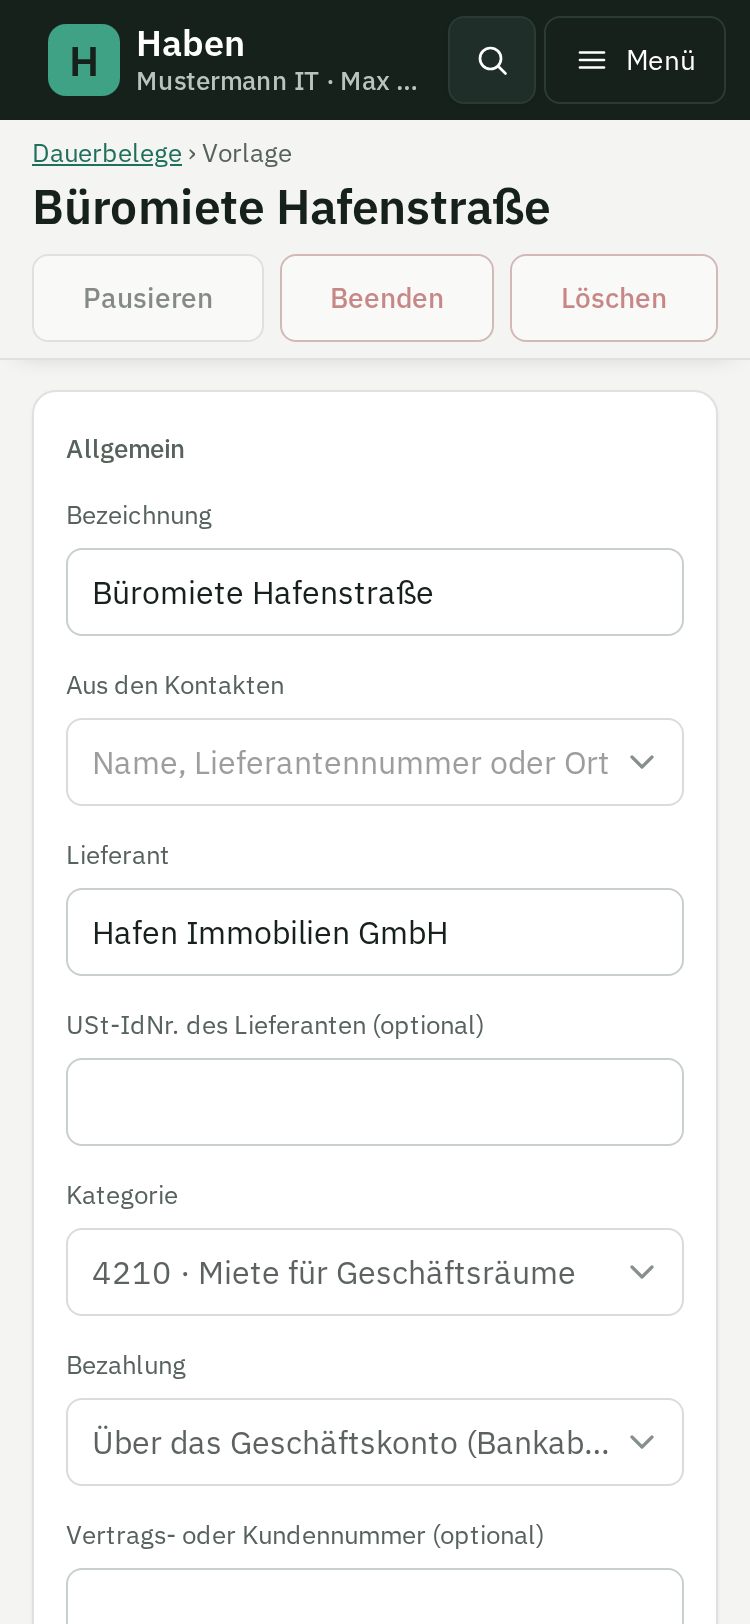 H
Haben
Mustermann IT · Max ...
Menü
Dauerbelege › Vorlage
Büromiete Hafenstraße
Pausieren
Beenden
Löschen
Allgemein
Bezeichnung
Büromiete Hafenstraße
Aus den Kontakten
Name, Lieferantennummer oder Ort
Lieferant
Hafen Immobilien GmbH
USt-IdNr. des Lieferanten (optional)
Kategorie
4210 · Miete für Geschäftsräume
Bezahlung
Über das Geschäftskonto (Bankab...
Vertrags- oder Kundennummer (optional)